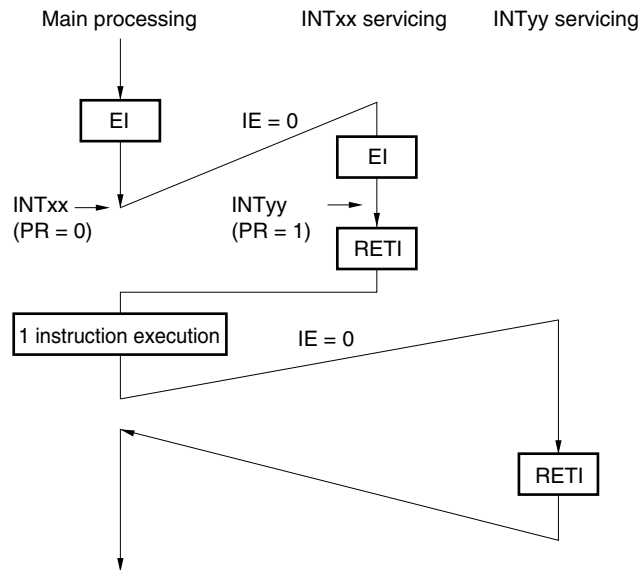 Main processing
INTxx servicing
INTyy servicing
EI
IE = 0
EI
INTxx
(PR = 0)
INTyy
(PR = 1)
RETI
1 instruction execution
IE = 0
RETI